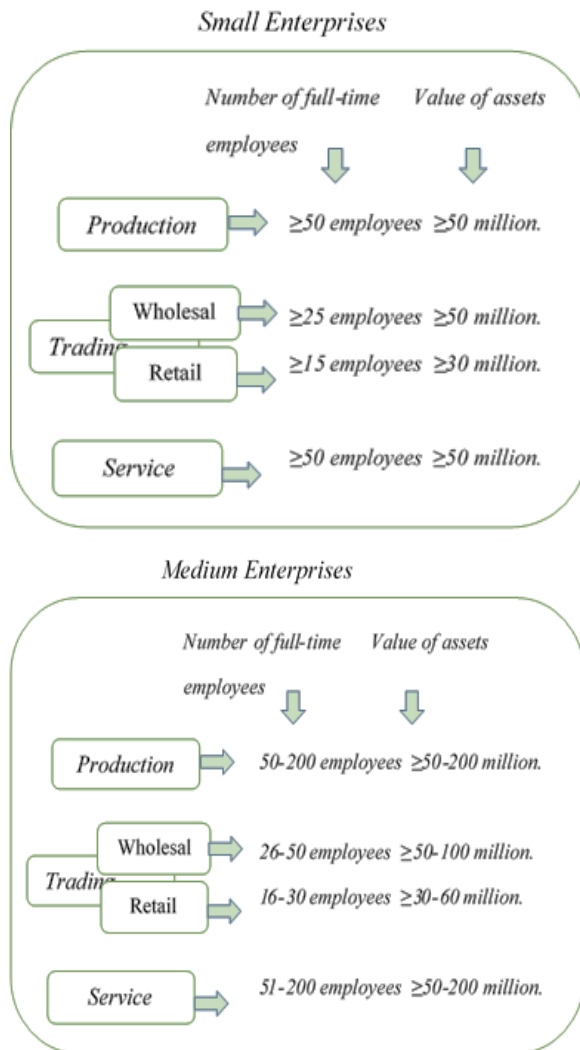 Small Enterprises
Number of full-time Value of assets
employees
Production ≥50 employees ≥50 million.
Wholesal ≥25 employees ≥50 million.
Trading
Retail ≥15 employees ≥30 million.
Service ≥50 employees ≥50 million.
Medium Enterprises
Number of full-time Value of assets
employees
Production 50-200 employees ≥50-200 million.
Wholesal 26-50 employees ≥50-100 million.
Trading
Retail 16-30 employees ≥30-60 million.
Service 51-200 employees ≥50-200 million.